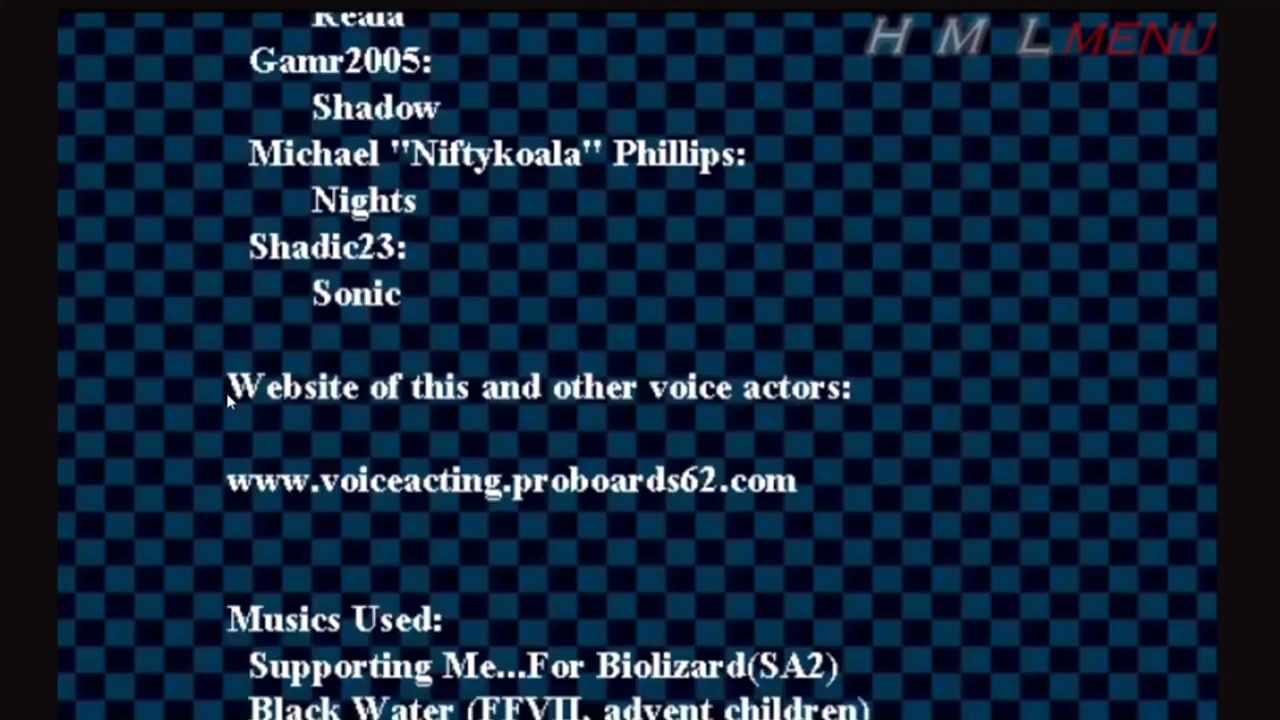 Reala
H M L MENU
Gamr2005:
Shadow
Michael "Niftykoala" Phillips:
Nights
Shadic23:
Sonic
Website of this and other voice actors:
www.voiceacting.proboards62.com
Musics Used:
Supporting Me...For Biolizard(SA2)
Black Water (FFVII, advent children)